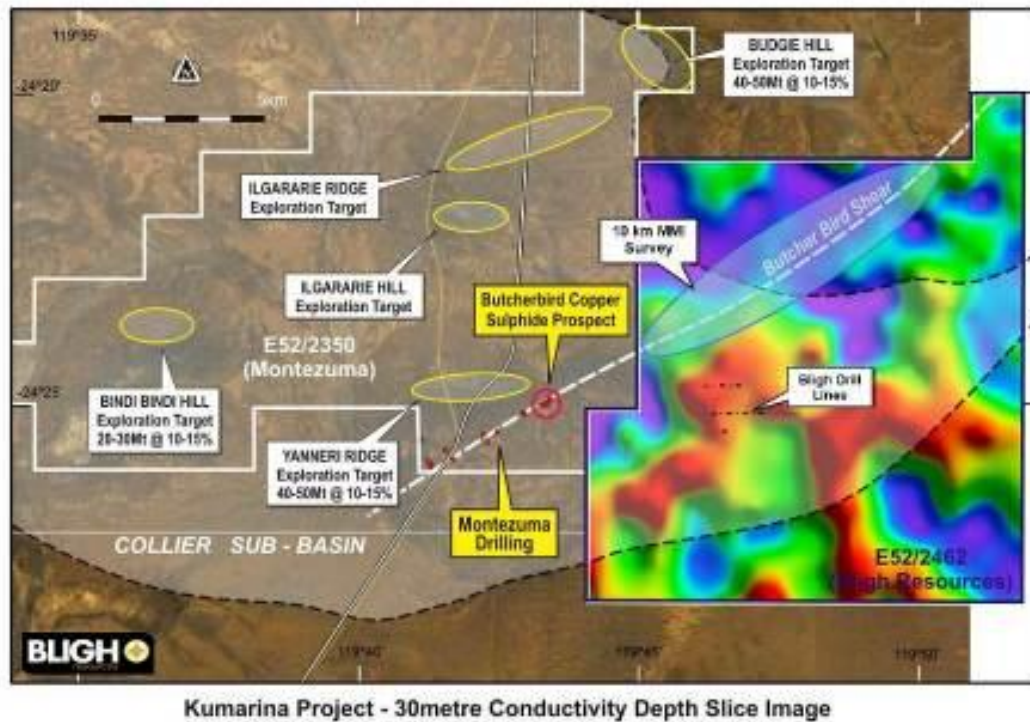 119°35'
-24°20'
0 5km
BUDGIE HILL
Exploration Target
40-50Mt @ 10-15%
ILGARARIE RIDGE
Exploration Target
10 km MMI
Survey
Butcher Bird Shear
ILGARARIE HILL
Exploration Target
Butcherbird Copper
Sulphide Prospect
E52/2350
(Montezuma)
-24°25'
Bligh Drill
Lines
BINDI BINDI HILL
Exploration Target
20-30Mt @ 10-15%
YANNERI RIDGE
Exploration Target
40-50Mt @ 10-15%
Montezuma
Drilling
COLLIER SUB - BASIN
E52/2462
(Bligh Resources)
BLIGH
119°40'
119°45'
119°50'
Kumarina Project - 30metre Conductivity Depth Slice Image